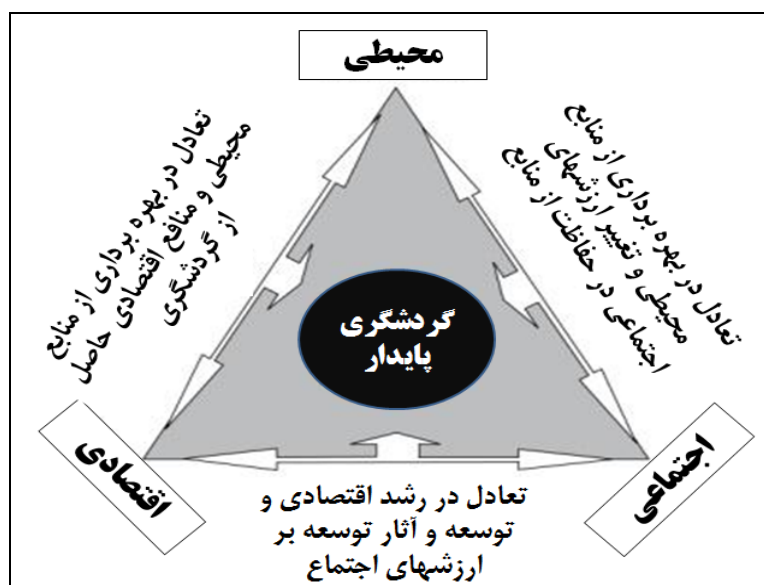 محیطی
تعادل در بهره برداری از منابع
محیطی و تغییر ارزشهای
اجتماعی در حفاظت از منابع
تعادل در بهره برداری از منابع
محیطی و منافع اقتصادی حاصل
از گردشگری
گردشگری
پایدار
اجتماعی
اقتصادی
تعادل در رشد اقتصادی و
توسعه و آثار توسعه بر
ارزشهای اجتماع